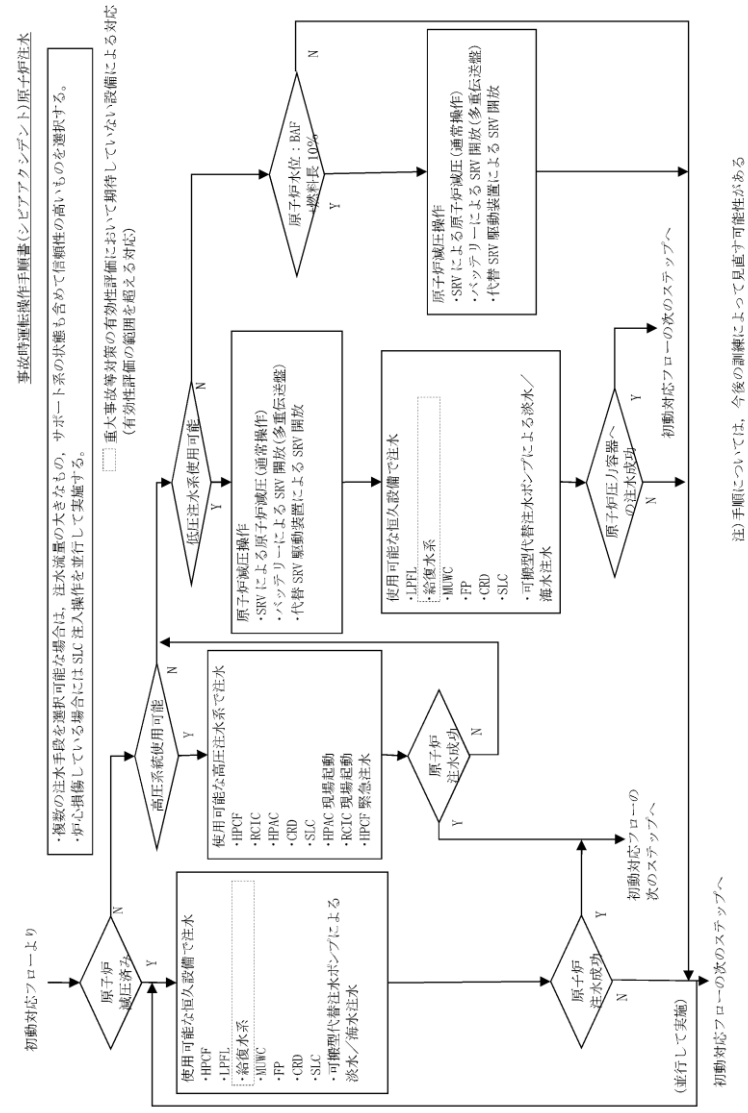 事故時運転操作手順書(シビアアクシデント)原子炉注水
・複数の注水手段を選択可能な場合は，注水流量の大きなもの，サポート系の状態も含めて信頼性の高いものを選択する。
・炉心損傷している場合には SLC 注入操作を並行して実施する。
重大事故等対策の有効性評価において期待していない設備による対応
(有効性評価の範囲を超える対応)
初動対応フローより
原子炉
減圧済み
N
Y
使用可能な恒久設備で注水
・HPCF
・LPFL
・給復水系
・MUWC
・FP
・CRD
・SLC
・可搬型代替注水ポンプによる
淡水／海水注水
原子炉
注水成功
Y
N
初動対応フローの
次のステップへ
(並行して実施)
初動対応フローの次のステップへ
高圧系統使用可能
N
Y
使用可能な高圧注水系で注水
・HPCF
・RCIC
・HPAC
・CRD
・SLC
・HPAC 現場起動
・RCIC 現場起動
・HPCF 緊急注水
原子炉
注水成功
Y
N
低圧注水系使用可能
N
Y
原子炉減圧操作
・SRV による原子炉減圧(通常操作)
・バッテリーによる SRV 開放(多重伝送盤)
・代替 SRV 駆動装置による SRV 開放
使用可能な恒久設備で注水
・LPFL
・給復水系
・MUWC
・FP
・CRD
・SLC
・可搬型代替注水ポンプによる淡水／
海水注水
原子炉圧力容器へ
の注水成功
Y
N
初動対応フローの次のステップへ
原子炉水位：BAF
+燃料長 10%
N
Y
原子炉減圧操作
・SRV による原子炉減圧(通常操作)
・バッテリーによる SRV 開放(多重伝送盤)
・代替 SRV 駆動装置による SRV 開放
注)手順については，今後の訓練によって見直す可能性がある